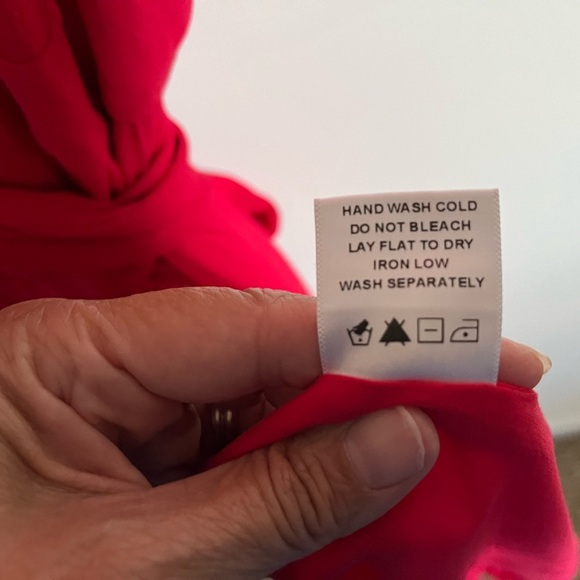 HAND WASH COLD
DO NOT BLEACH
LAY FLAT TO DRY
IRON LOW
WASH SEPARATELY